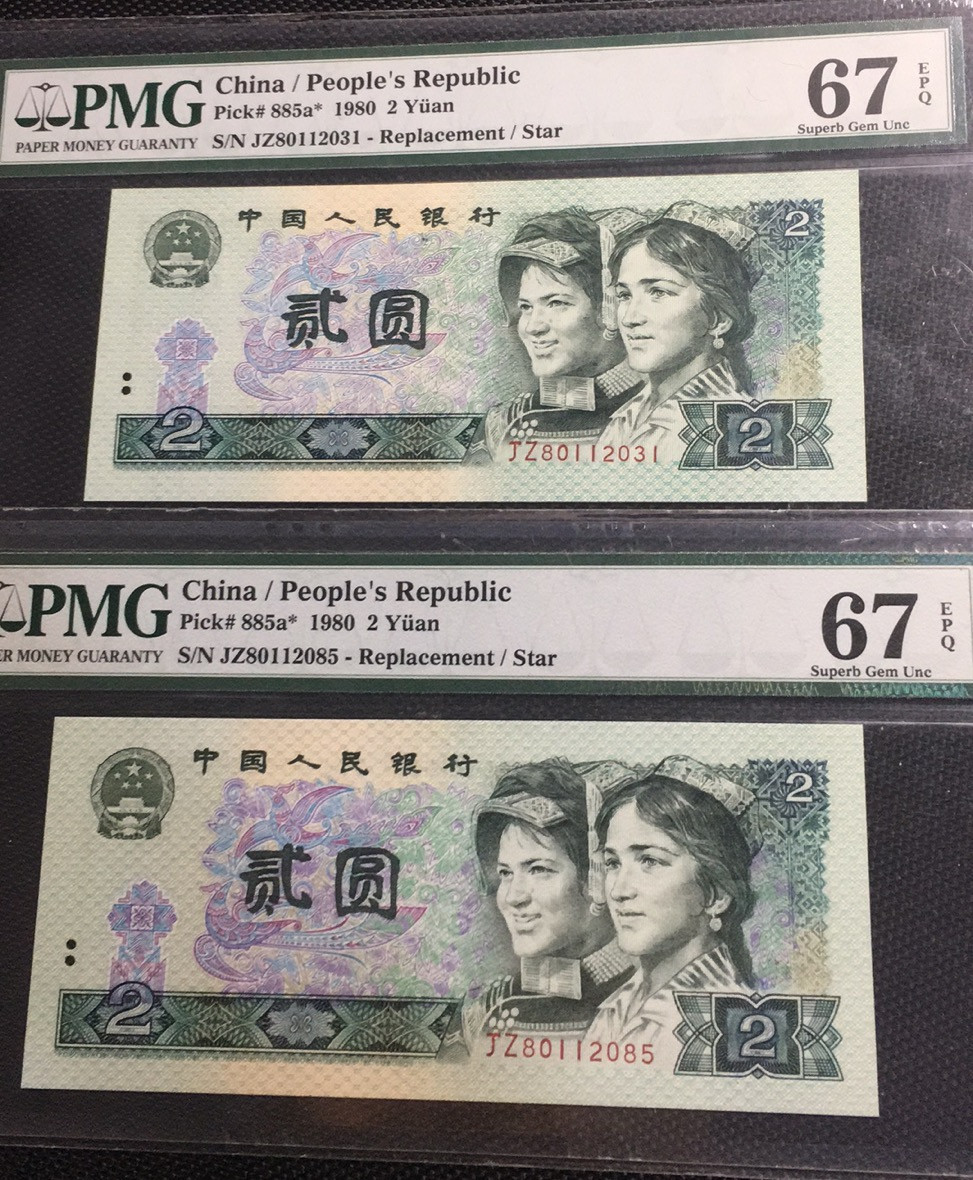 PMG
PAPER MONEY GUARANTY
China / People's Republic
Pick# 885a* 1980 2 Yüan
S/N JZ80112031 - Replacement / Star
67
EPQ
Superb Gem Unc
中国人民银行
2
贰圆
2
2
JZ80112031
PMG
ER MONEY GUARANTY
China / People's Republic
Pick# 885a* 1980 2 Yüan
S/N JZ80112085 - Replacement / Star
67
EPQ
Superb Gem Unc
中国人民银行
2
贰圆
2
2
JZ80112085